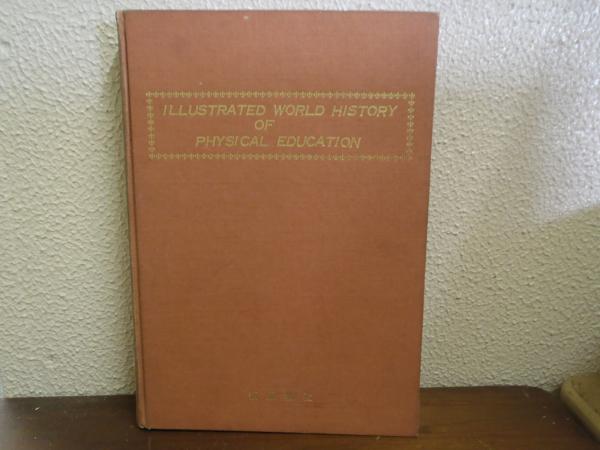 ILLUSTRATED WORLD HISTORY
OF
PHYSICAL EDUCATION